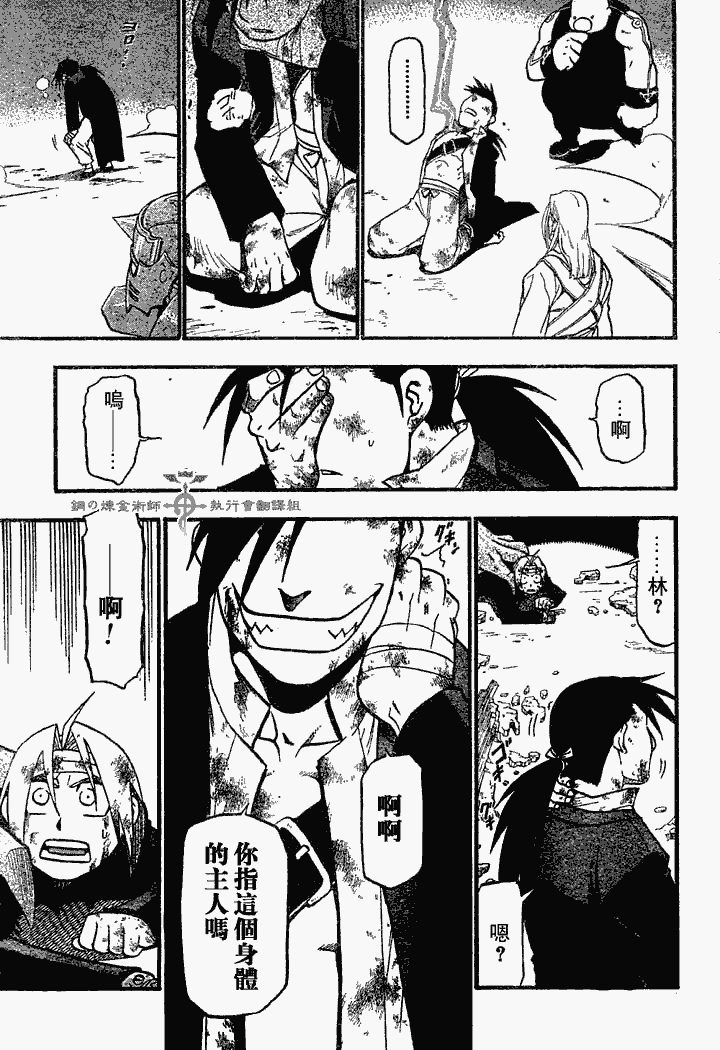 …………
ヨロ…
…啊
嗚——…
鋼の煉金術師 執行會翻譯組
……林？
嗯？
啊啊
你指這個身體
的主人嗎
——啊！